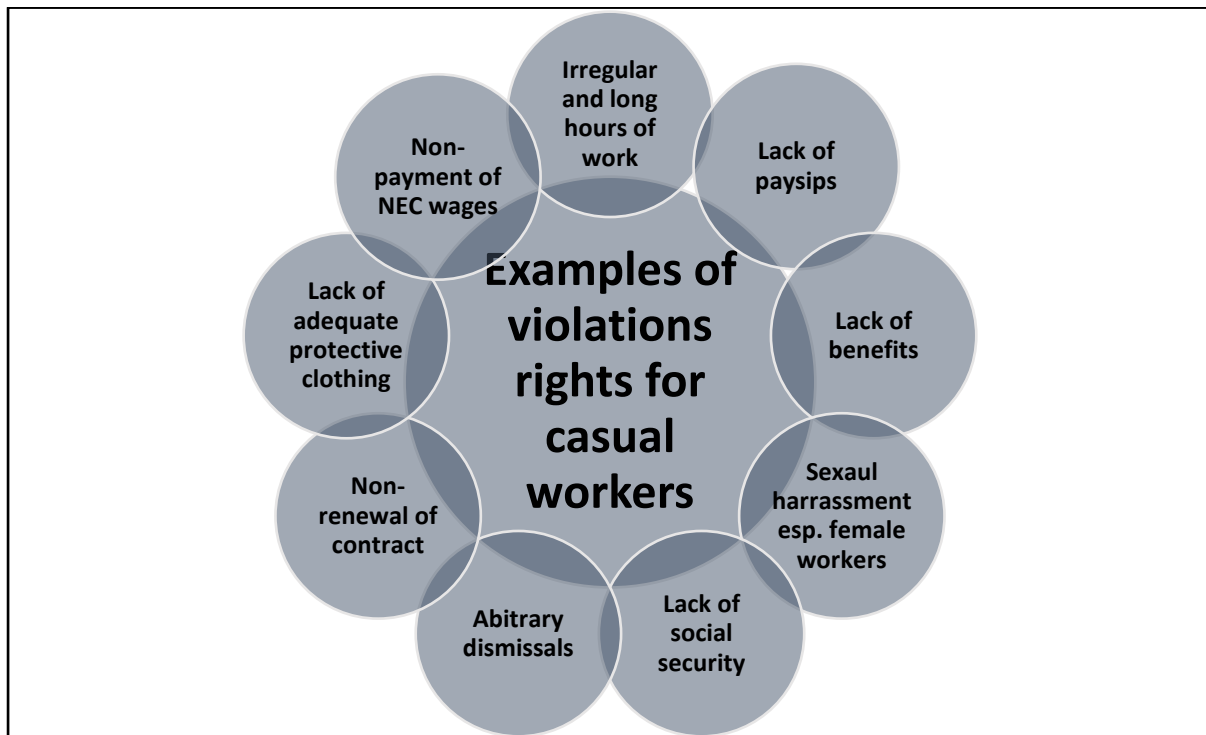 Examples of
violations
rights for
casual
workers
Irregular
and long
hours of
work
Lack of
paysips
Lack of
benefits
Sexaul
harrassment
esp. female
workers
Lack of
social
security
Abitrary
dismissals
Non-
renewal of
contract
Lack of
adequate
protective
clothing
Non-
payment of
NEC wages